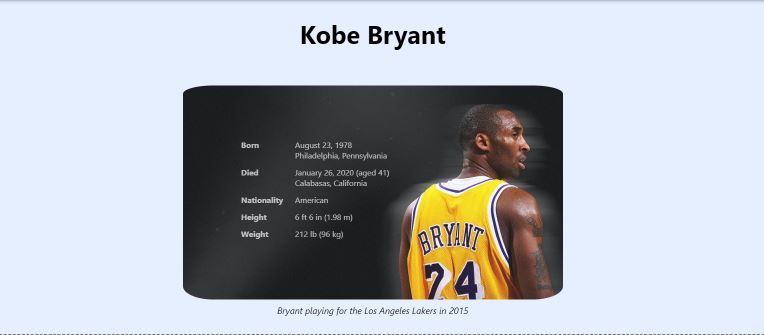 Kobe Bryant
Born August 23, 1978
Philadelphia, Pennsylvania
Died January 26, 2020 (aged 41)
Calabasas, California
Nationality American
Height 6 ft 6 in (1.98 m)
Weight 212 lb (96 kg)
BRYANT
24
Bryant playing for the Los Angeles Lakers in 2015